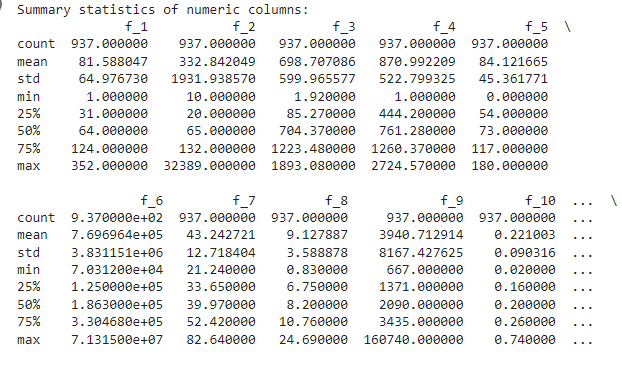 Summary statistics of numeric columns:
              f_1           f_2          f_3          f_4         f_5  \
count  937.000000    937.000000   937.000000   937.000000  937.000000
mean    81.588047    332.842049   698.707086   870.992209   84.121665
std     64.976730   1931.938570   599.965577   522.799325   45.361771
min      1.000000     10.000000     1.920000     1.000000    0.000000
25%     31.000000     20.000000    85.270000   444.200000   54.000000
50%     64.000000     65.000000   704.370000   761.280000   73.000000
75%    124.000000    132.000000  1223.480000  1260.370000  117.000000
max    352.000000  32389.000000  1893.080000  2724.570000  180.000000
                f_6         f_7         f_8            f_9        f_10  ...  \
count  9.370000e+02  937.000000  937.000000     937.000000  937.000000  ...
mean   7.696964e+05   43.242721    9.127887    3940.712914    0.221003  ...
std    3.831151e+06   12.718404    3.588878    8167.427625    0.090316  ...
min    7.031200e+04   21.240000    0.830000     667.000000    0.020000  ...
25%    1.250000e+05   33.650000    6.750000    1371.000000    0.160000  ...
50%    1.863000e+05   39.970000    8.200000    2090.000000    0.200000  ...
75%    3.304680e+05   52.420000   10.760000    3435.000000    0.260000  ...
max    7.131500e+07   82.640000   24.690000  160740.000000    0.740000  ...